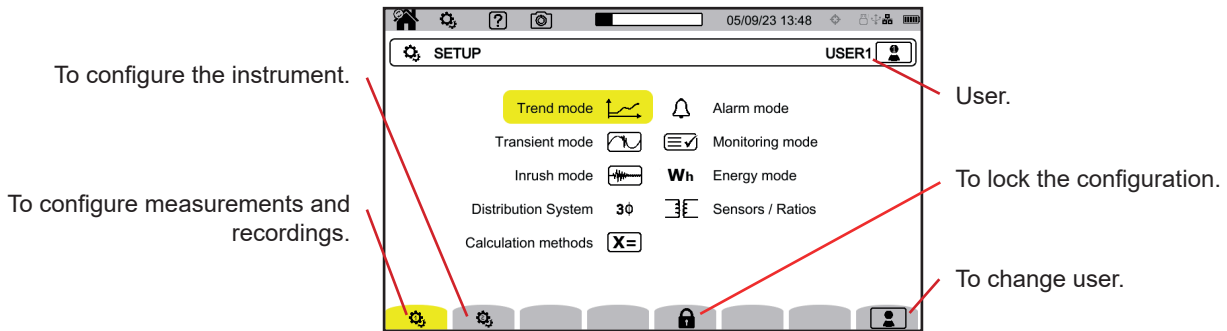 05/09/23 13:48
SETUP
USER1
To configure the instrument.
User.
Trend mode
Alarm mode
Transient mode
Monitoring mode
Inrush mode
Wh Energy mode
To lock the configuration.
To configure measurements and
recordings.
Distribution System 3Φ
Sensors / Ratios
Calculation methods X=
To change user.